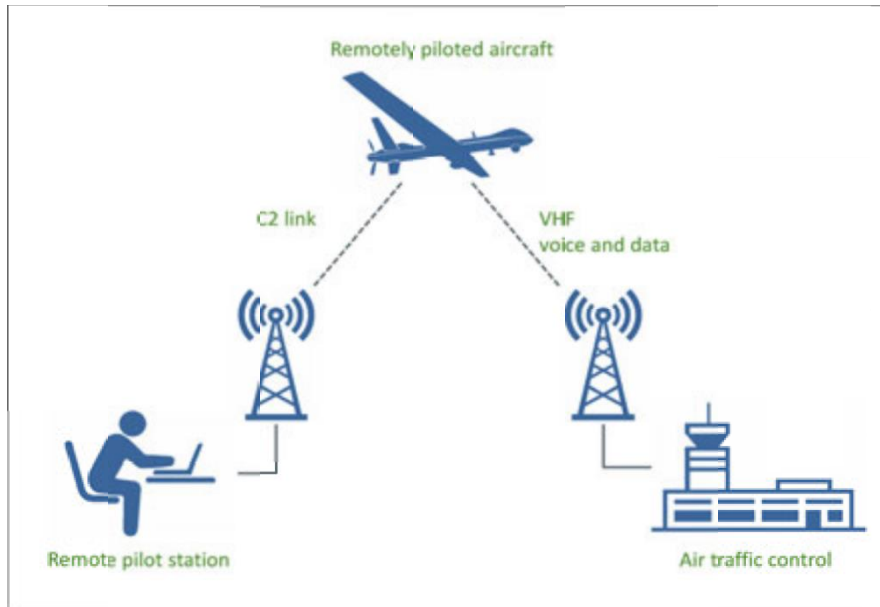 Remotely piloted aircraft
C2 link
VHF
voice and data
Remote pilot station
Air traffic control